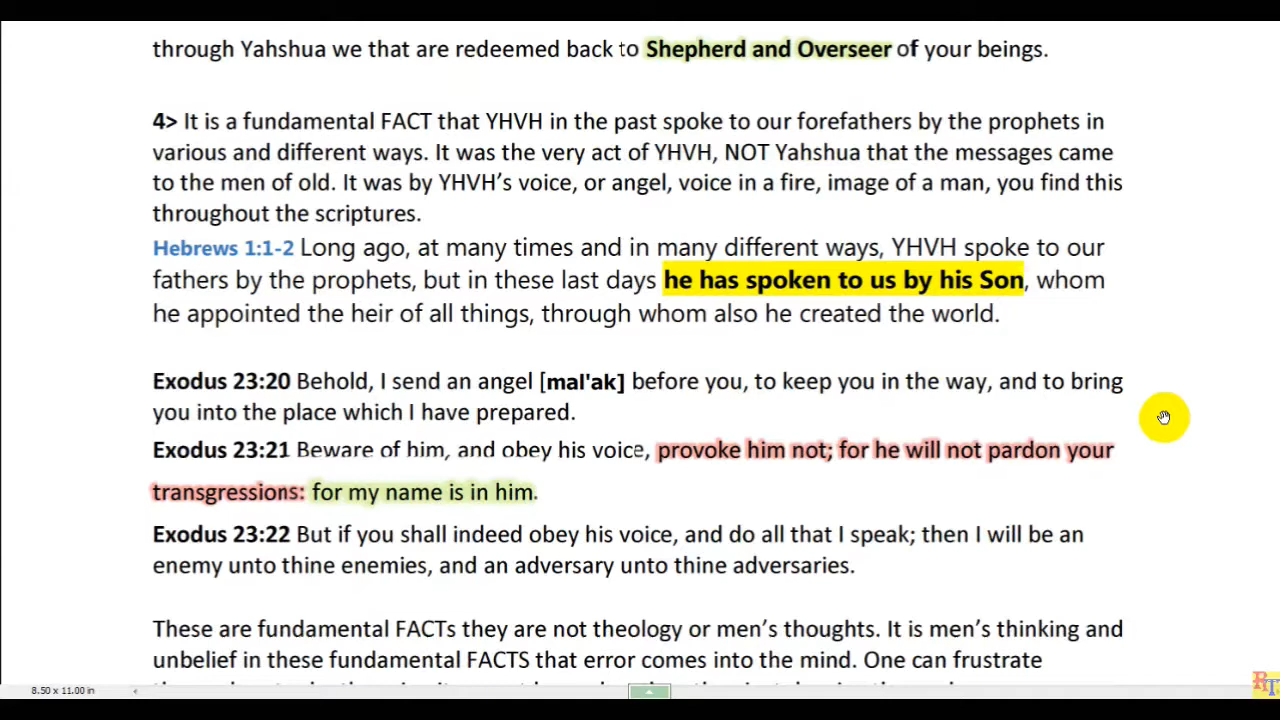 through Yahshua we that are redeemed back to Shepherd and Overseer of your beings.
4> It is a fundamental FACT that YHVH in the past spoke to our forefathers by the prophets in
various and different ways. It was the very act of YHVH, NOT Yahshua that the messages came
to the men of old. It was by YHVH’s voice, or angel, voice in a fire, image of a man, you find this
throughout the scriptures.
Hebrews 1:1-2 Long ago, at many times and in many different ways, YHVH spoke to our
fathers by the prophets, but in these last days he has spoken to us by his Son, whom
he appointed the heir of all things, through whom also he created the world.
Exodus 23:20 Behold, I send an angel [mal'ak] before you, to keep you in the way, and to bring
you into the place which I have prepared.
Exodus 23:21 Beware of him, and obey his voice, provoke him not; for he will not pardon your
transgressions: for my name is in him.
Exodus 23:22 But if you shall indeed obey his voice, and do all that I speak; then I will be an
enemy unto thine enemies, and an adversary unto thine adversaries.
These are fundamental FACTs they are not theology or men’s thoughts. It is men’s thinking and
unbelief in these fundamental FACTS that error comes into the mind. One can frustrate
8.50 x 11.00 in
RT